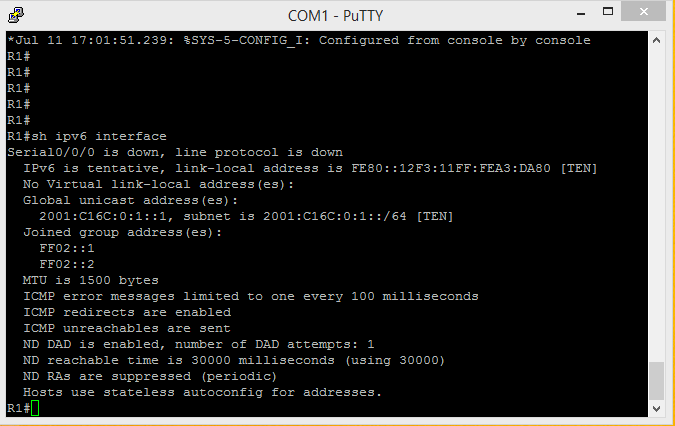 COM1 - PuTTY
*Jul 11 17:01:51.239: %SYS-5-CONFIG_I: Configured from console by console
R1#
R1#
R1#
R1#
R1#
R1#sh ipv6 interface
Serial0/0/0 is down, line protocol is down
  IPv6 is tentative, link-local address is FE80::12F3:11FF:FEA3:DA80 [TEN]
  No Virtual link-local address(es):
  Global unicast address(es):
    2001:C16C:0:1::1, subnet is 2001:C16C:0:1::/64 [TEN]
  Joined group address(es):
    FF02::1
    FF02::2
  MTU is 1500 bytes
  ICMP error messages limited to one every 100 milliseconds
  ICMP redirects are enabled
  ICMP unreachables are sent
  ND DAD is enabled, number of DAD attempts: 1
  ND reachable time is 30000 milliseconds (using 30000)
  ND RAs are suppressed (periodic)
  Hosts use stateless autoconfig for addresses.
R1#